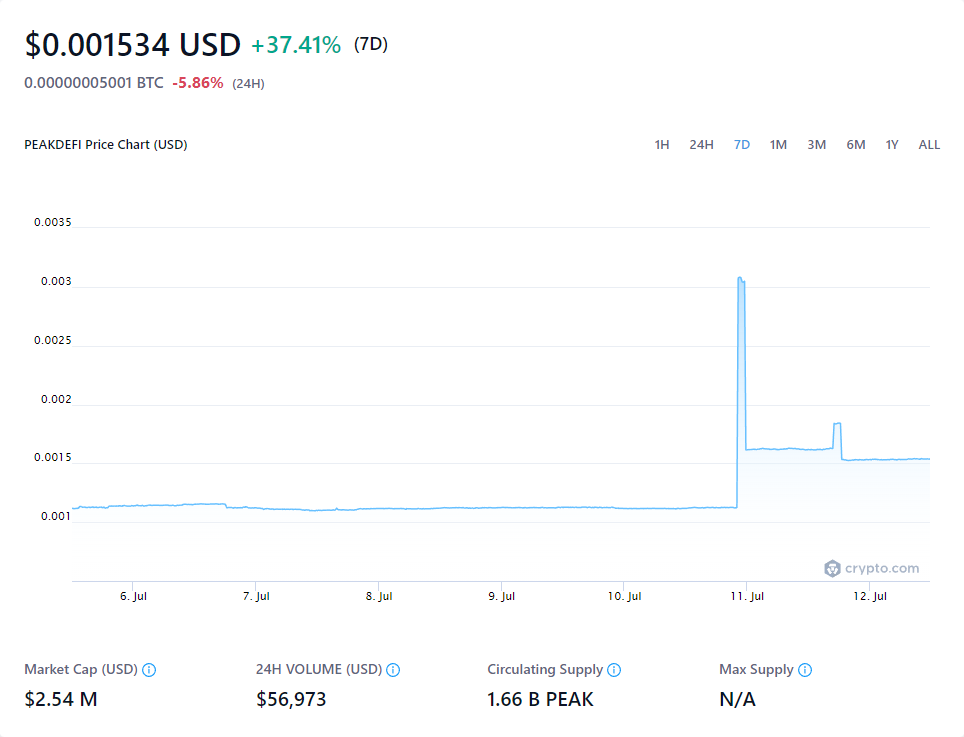 $0.001534 USD +37.41% (7D)
0.00000005001 BTC -5.86% (24H)
PEAKDEFI Price Chart (USD) 1H 24H 7D 1M 3M 6M 1Y ALL
0.0035
0.003
0.0025
0.002
0.0015
0.001
crypto.com
6. Jul 7. Jul 8. Jul 9. Jul 10. Jul 11. Jul 12. Jul
Market Cap (USD) 24H VOLUME (USD) Circulating Supply Max Supply
$2.54 M $56,973 1.66 B PEAK N/A